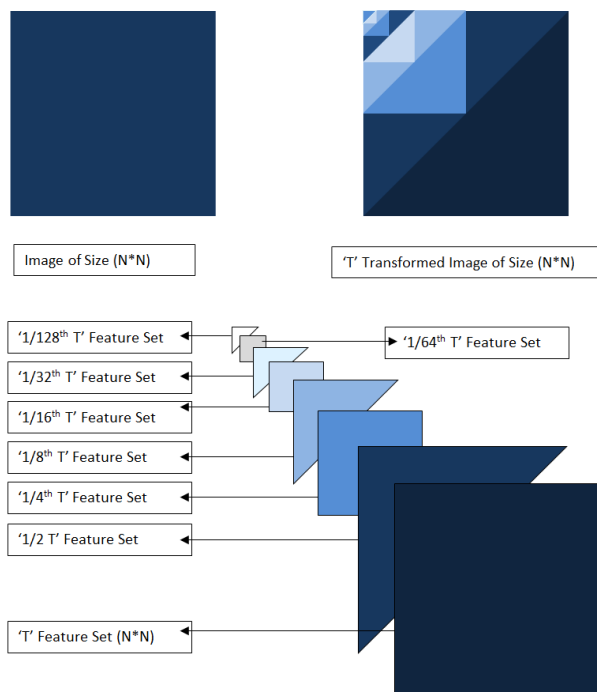 Image of Size (N*N)
‘T’ Transformed Image of Size (N*N)
‘1/128th T’ Feature Set
‘1/64th T’ Feature Set
‘1/32th T’ Feature Set
‘1/16th T’ Feature Set
‘1/8th T’ Feature Set
‘1/4th T’ Feature Set
‘1/2 T’ Feature Set
‘T’ Feature Set (N*N)